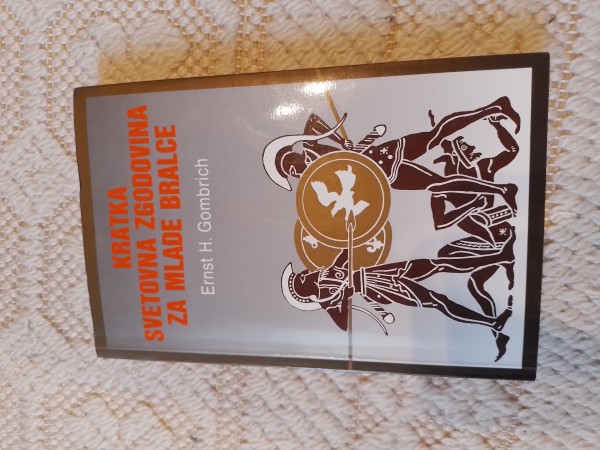 KRATKA
SVETOVNA ZGODOVINA
ZA MLADE BRALCE
Ernst H. Gombrich